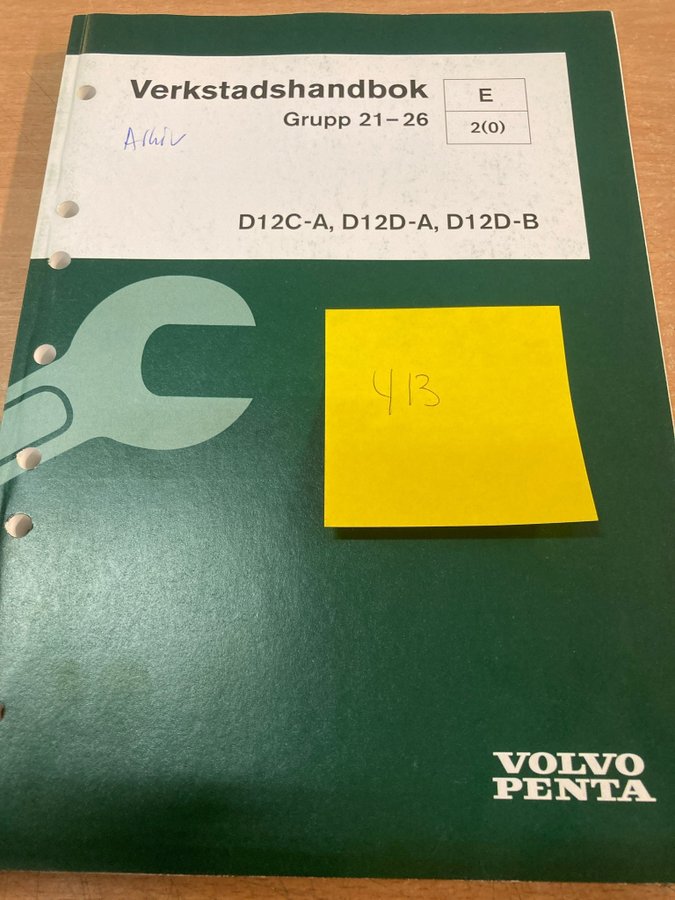 Verkstadshandbok
Grupp 21–26
E
2(0)
Arkiv
D12C-A, D12D-A, D12D-B
413
VOLVO
PENTA